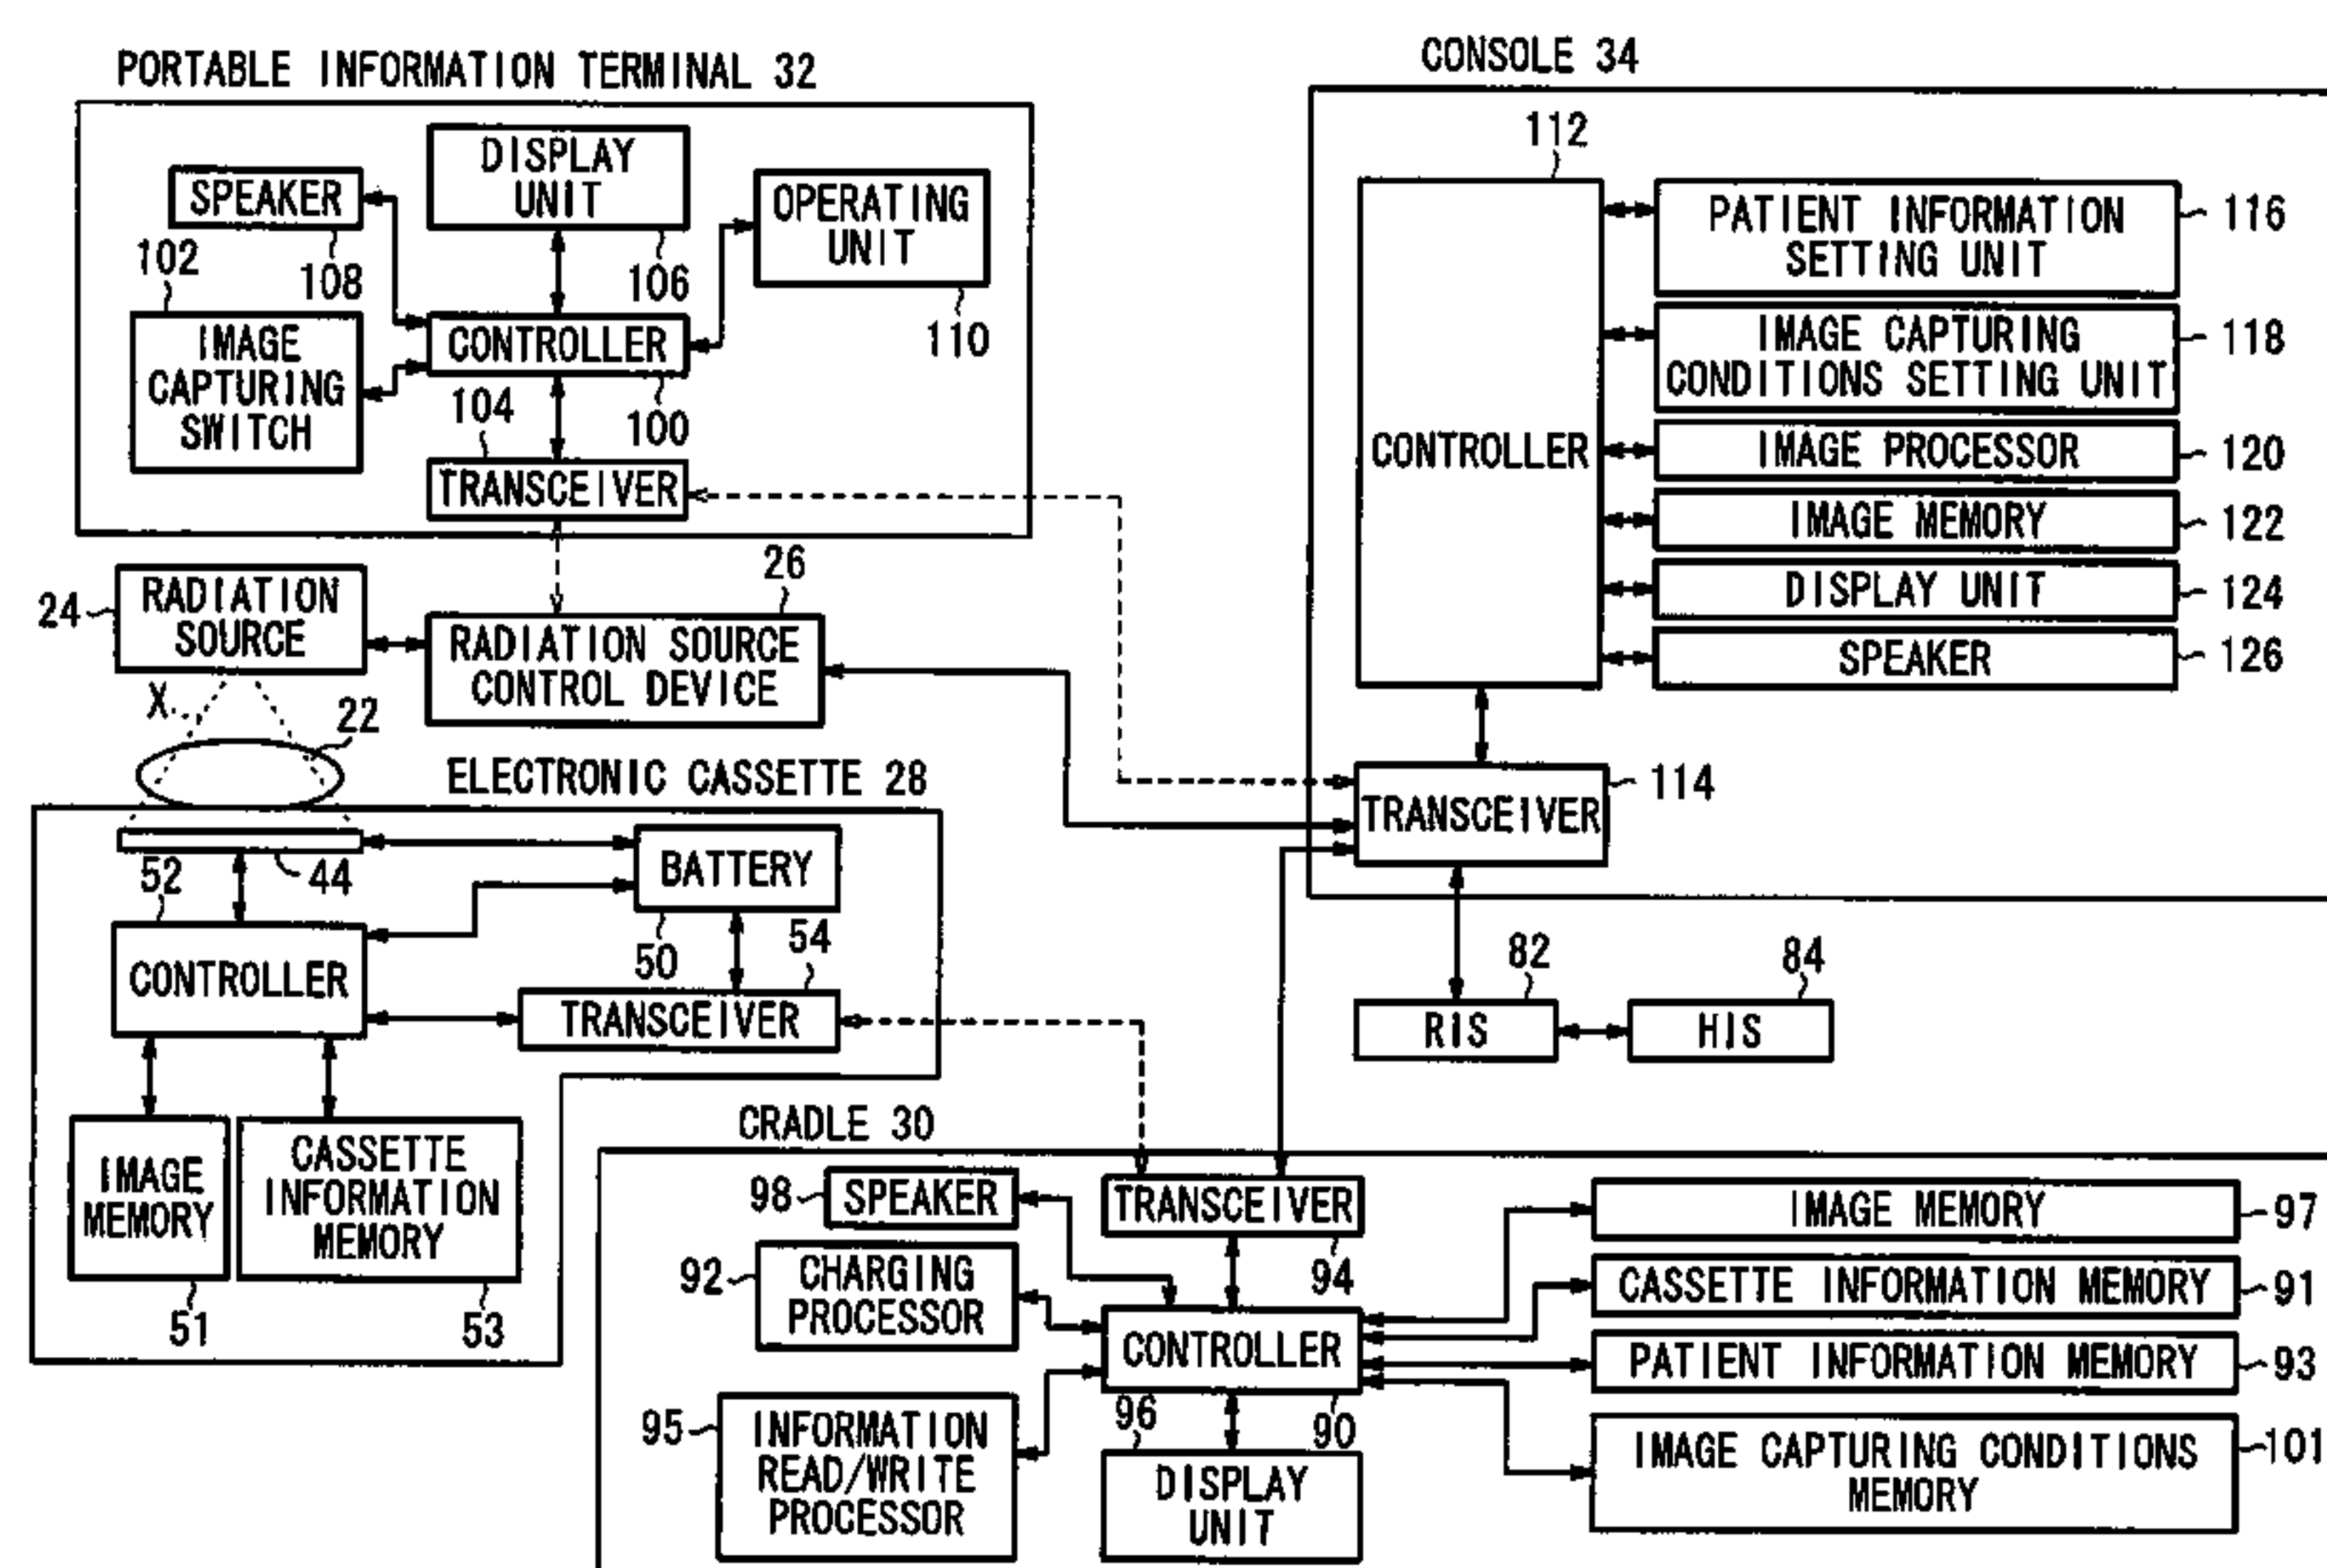 PORTABLE INFORMATION TERMINAL 32
DISPLAY
UNIT
106
SPEAKER
108
OPERATING
UNIT
110
102
IMAGE
CAPTURING
SWITCH
CONTROLLER
100
104
TRANSCEIVER
CONSOLE 34
112
CONTROLLER
PATIENT INFORMATION
SETTING UNIT
116
IMAGE CAPTURING
CONDITIONS SETTING UNIT
118
IMAGE PROCESSOR
120
IMAGE MEMORY
122
DISPLAY UNIT
124
SPEAKER
126
TRANSCEIVER
114
24
RADIATION
SOURCE
26
RADIATION SOURCE
CONTROL DEVICE
X
22
ELECTRONIC CASSETTE 28
44
BATTERY
50
52
CONTROLLER
54
TRANSCEIVER
IMAGE
MEMORY
51
CASSETTE
INFORMATION
MEMORY
53
82
RIS
84
HIS
CRADLE 30
98
SPEAKER
TRANSCEIVER
94
92
CHARGING
PROCESSOR
CONTROLLER
90
95
INFORMATION
READ/WRITE
PROCESSOR
96
DISPLAY
UNIT
IMAGE MEMORY
97
CASSETTE INFORMATION MEMORY
91
PATIENT INFORMATION MEMORY
93
IMAGE CAPTURING CONDITIONS
MEMORY
101